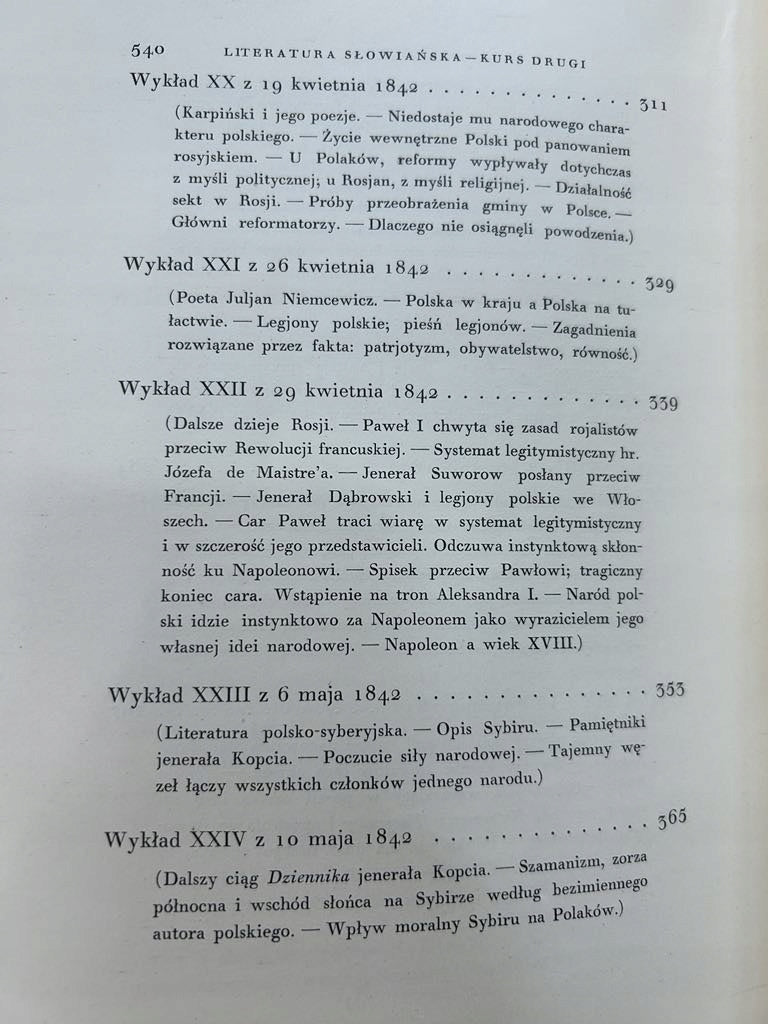 540 LITERATURA SŁOWIAŃSKA — KURS DRUGI
Wykład XX z 19 kwietnia 1842 . . . . . . . . . . . . . . 311
(Karpiński i jego poezje. — Niedostaje mu narodowego chara-
kteru polskiego. — Życie wewnętrzne Polski pod panowaniem
rosyjskiem. — U Polaków, reformy wypływały dotychczas
z myśli politycznej; u Rosjan, z myśli religijnej. — Działalność
sekt w Rosji. — Próby przeobrażenia gminy w Polsce. —
Główni reformatorzy. — Dlaczego nie osiągnęli powodzenia.)
Wykład XXI z 26 kwietnia 1842 . . . . . . . . . . . . . 329
(Poeta Juljan Niemcewicz. — Polska w kraju a Polska na tu-
łactwie. — Legjony polskie; pieśń legjonów. — Zagadnienia
rozwiązane przez fakta: patrjotyzm, obywatelstwo, równość.)
Wykład XXII z 29 kwietnia 1842 . . . . . . . . . . . . . 339
(Dalsze dzieje Rosji. — Paweł I chwyta się zasad rojalistów
przeciw Rewolucji francuskiej. — Systemat legitymistyczny hr.
Józefa de Maistre'a. — Jenerał Suworow posłany przeciw
Francji. — Jenerał Dąbrowski i legjony polskie we Wło-
szech. — Car Paweł traci wiarę w systemat legitymistyczny
i w szczerość jego przedstawicieli. Odczuwa instynktową skłon-
ność ku Napoleonowi. — Spisek przeciw Pawłowi; tragiczny
koniec cara. Wstąpienie na tron Aleksandra I. — Naród pol-
ski idzie instynktowo za Napoleonem jako wyrazicielem jego
własnej idei narodowej. — Napoleon a wiek XVIII.)
Wykład XXIII z 6 maja 1842 . . . . . . . . . . . . . . . 353
(Literatura polsko-syberyjska. — Opis Sybiru. — Pamiętniki
jenerała Kopcia. — Poczucie siły narodowej. — Tajemny wę-
zeł łączy wszystkich członków jednego narodu.)
Wykład XXIV z 10 maja 1842 . . . . . . . . . . . . . . 365
(Dalszy ciąg Dziennika jenerała Kopcia. — Szamanizm, zorza
północna i wschód słońca na Sybirze według bezimiennego
autora polskiego. — Wpływ moralny Sybiru na Polaków.)